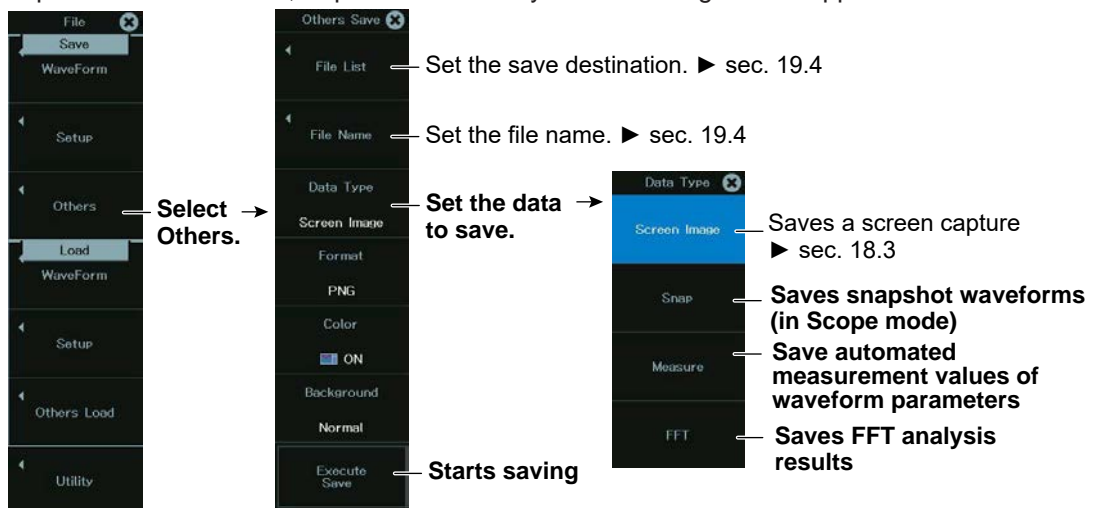 File
Save
WaveForm
Setup
Others
Load
WaveForm
Setup
Others Load
Utility
Select
Others.
Others Save
File List
File Name
Data Type
Screen Image
Format
PNG
Color
ON
Background
Normal
Execute
Save
Set the save destination. ► sec. 19.4
Set the file name. ► sec. 19.4
Set the data
to save.
Starts saving
Data Type
Screen Image
Snap
Measure
FFT
Saves a screen capture
► sec. 18.3
Saves snapshot waveforms
(in Scope mode)
Save automated
measurement values of
waveform parameters
Saves FFT analysis
results